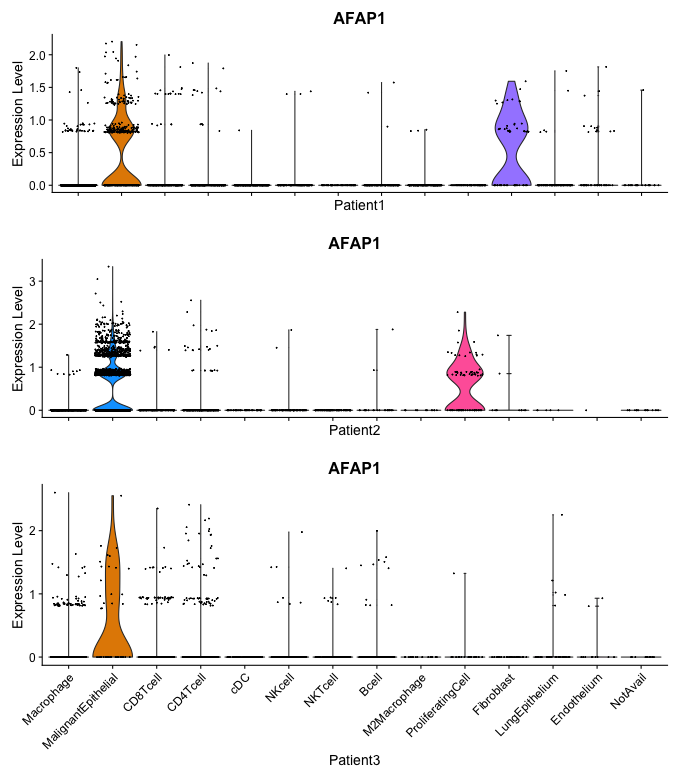 AFAP1
Expression Level
2.0
1.5
1.0
0.5
0.0
Patient1
AFAP1
Expression Level
3
2
1
0
Patient2
AFAP1
Expression Level
2
1
0
Macrophage
MalignantEpithelial
CD8Tcell
CD4Tcell
cDC
NKcell
NKTcell
Bcell
M2Macrophage
ProliferatingCell
Fibroblast
LungEpithelium
Endothelium
NotAvail
Patient3